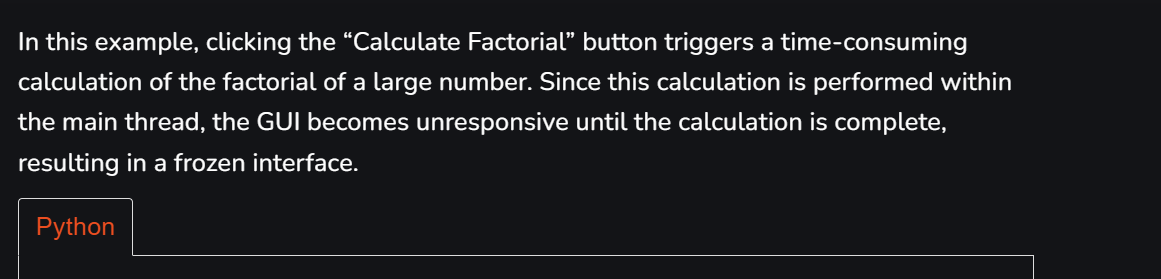 In this example, clicking the “Calculate Factorial” button triggers a time-consuming
calculation of the factorial of a large number. Since this calculation is performed within
the main thread, the GUI becomes unresponsive until the calculation is complete,
resulting in a frozen interface.
Python